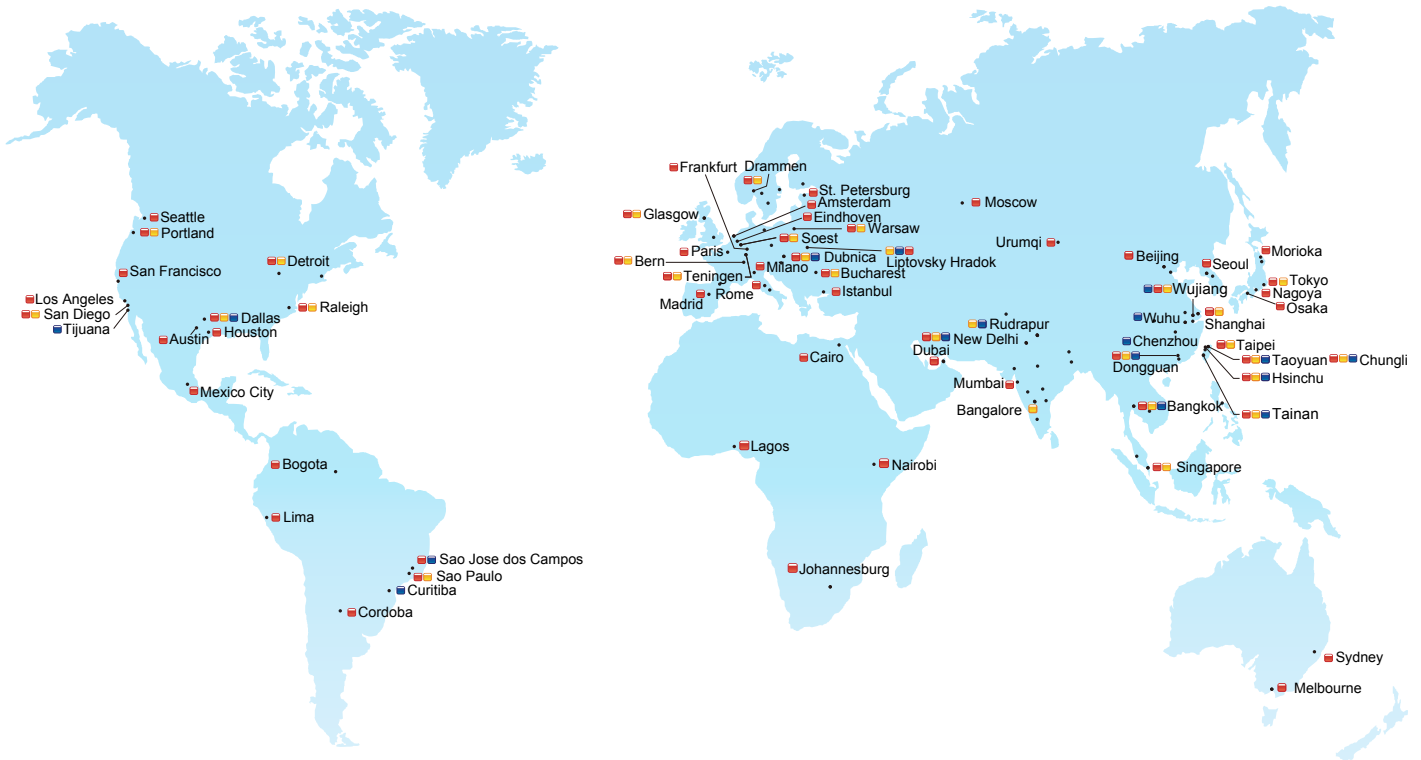 Frankfurt
Drammen
St. Petersburg
Amsterdam
Moscow
Glasgow
Eindhoven
Seattle
Warsaw
Portland
Soest
Urumqi
Paris
Morioka
Beijing
Dubnica
Liptovsky Hradok
Bern
Detroit
Milano
Seoul
San Francisco
Teningen
Bucharest
Tokyo
Wujiang
Istanbul
Nagoya
Rome
Los Angeles
Madrid
Osaka
Raleigh
San Diego
Dallas
Wuhu
Shanghai
Rudrapur
Tijuana
Houston
Austin
New Delhi
Chenzhou
Taipei
Dubai
Cairo
Taoyuan
Chungli
Dongguan
Hsinchu
Mumbai
Mexico City
Bangalore
Bangkok
Tainan
Lagos
Bogota
Nairobi
Singapore
Lima
Sao Jose dos Campos
Johannesburg
Sao Paulo
Curitiba
Cordoba
Sydney
Melbourne